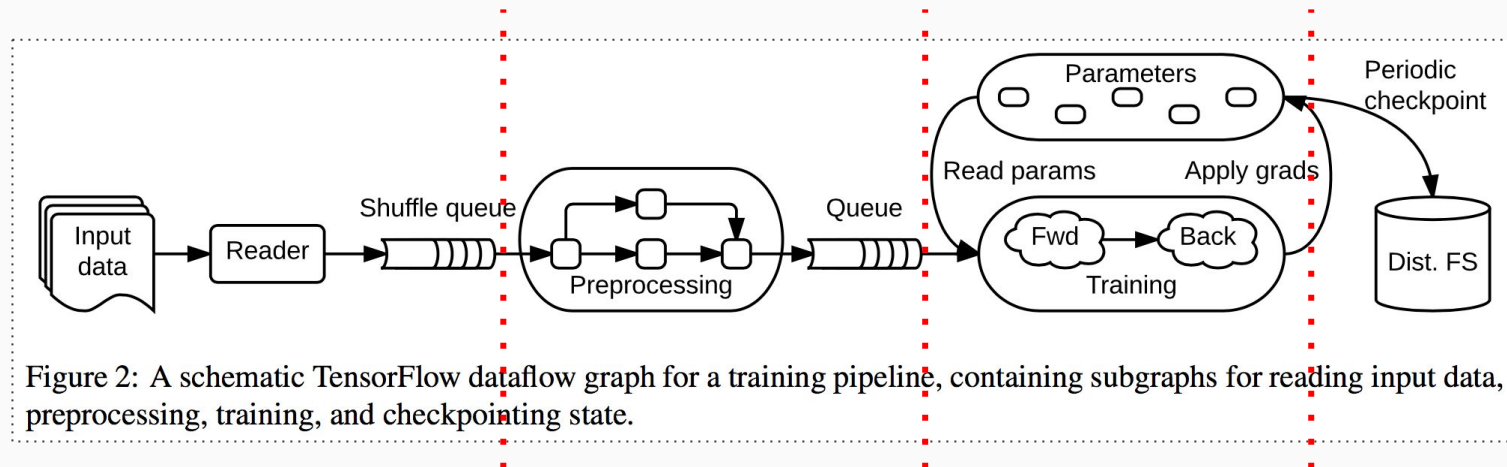 Input
data
Reader
Shuffle queue
Preprocessing
Queue
Parameters
Read params
Apply grads
Fwd
Back
Training
Periodic
checkpoint
Dist. FS
Figure 2: A schematic TensorFlow dataflow graph for a training pipeline, containing subgraphs for reading input data,
preprocessing, training, and checkpointing state.